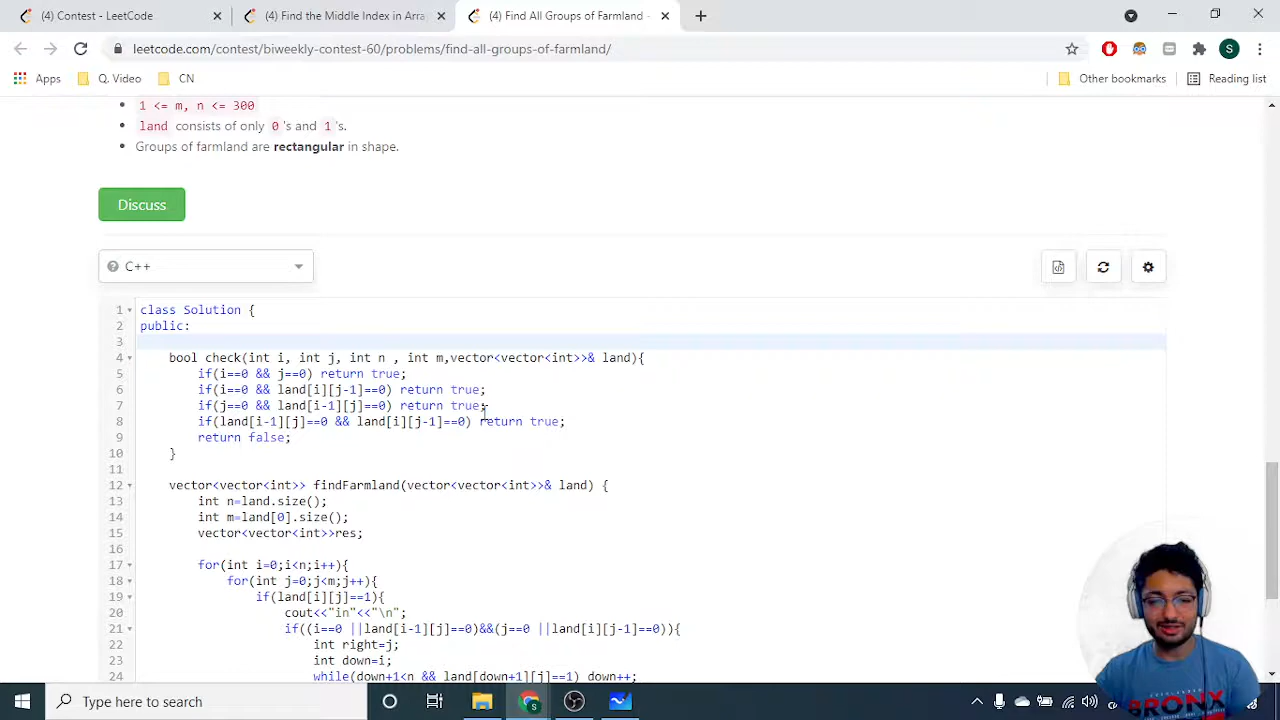 (4) Contest - LeetCode
(4) Find the Middle Index in Array
(4) Find All Groups of Farmland -
leetcode.com/contest/biweekly-contest-60/problems/find-all-groups-of-farmland/
S
Apps
Q. Video
CN
Other bookmarks
Reading list
1 <= m, n <= 300
land consists of only 0's and 1's.
Groups of farmland are rectangular in shape.
Discuss
C++
1 class Solution {
2 public:
3
4 bool check(int i, int j, int n , int m,vector<vector<int>>& land){
5 if(i==0 && j==0) return true;
6 if(i==0 && land[i][j-1]==0) return true;
7 if(j==0 && land[i-1][j]==0) return true;
8 if(land[i-1][j]==0 && land[i][j-1]==0) return true;
9 return false;
10 }
11
12 vector<vector<int>> findFarmland(vector<vector<int>>& land) {
13 int n=land.size();
14 int m=land[0].size();
15 vector<vector<int>>res;
16
17 for(int i=0;i<n;i++){
18 for(int j=0;j<m;j++){
19 if(land[i][j]==1){
20 cout<<"in"<<"\n";
21 if((i==0 ||land[i-1][j]==0)&&(j==0 ||land[i][j-1]==0)){
22 int right=j;
23 int down=i;
24 while(down+1<n && land[down+1][j]==1) down++;
BRONX
Type here to search